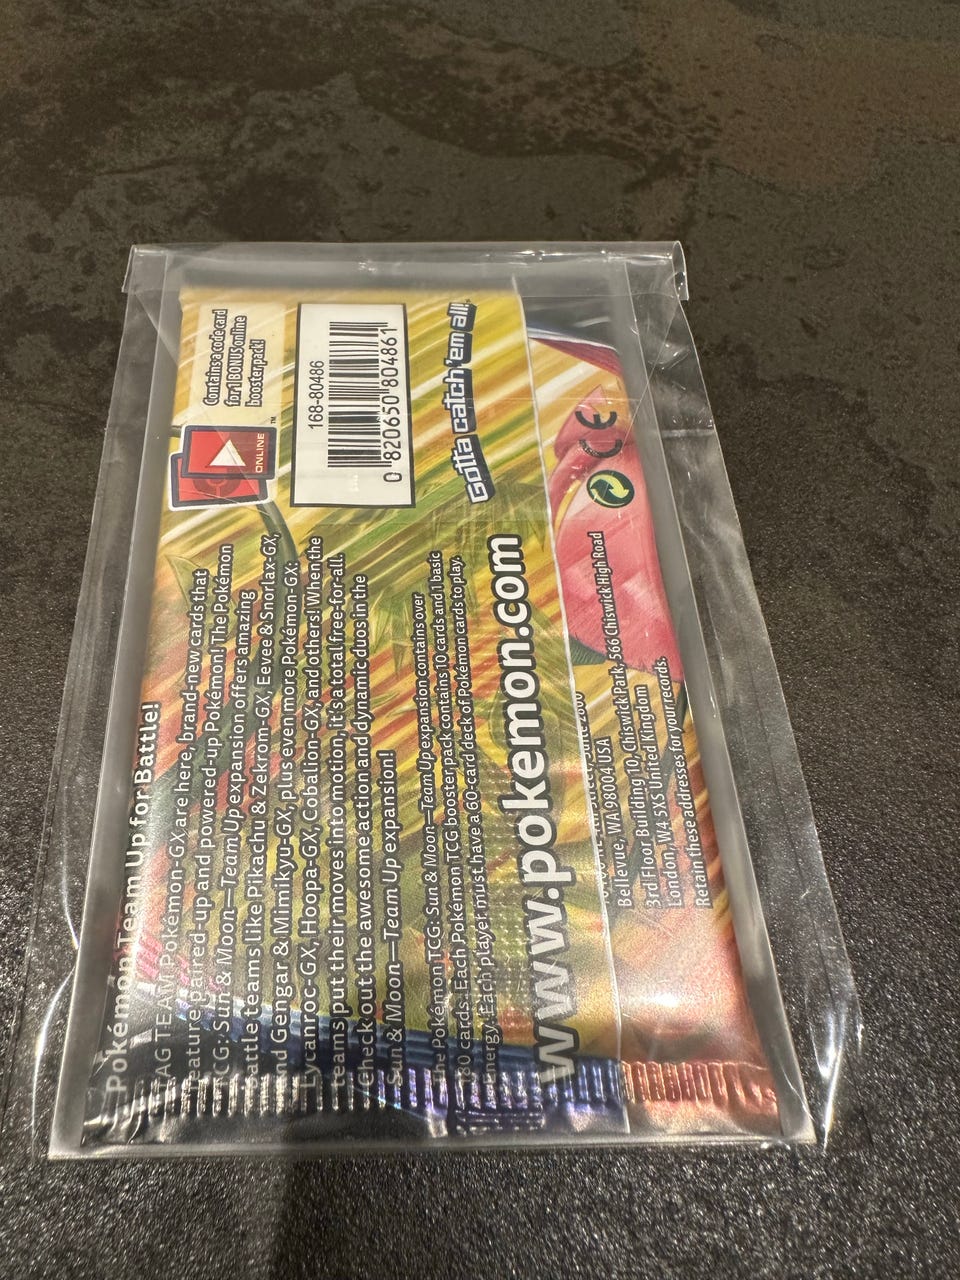 Pokémon Team Up for Battle!
TAG TEAM Pokémon-GX are here, brand-new cards that
feature paired-up and powered-up Pokémon! The Pokémon
TCG: Sun & Moon—Team Up expansion offers amazing
battle teams like Pikachu & Zekrom-GX, Eevee & Snorlax-GX,
and Gengar & Mimikyu-GX, plus even more Pokémon-GX:
Lycanroc-GX, Hoopa-GX, Cobalion-GX, and others! When the
teams put their moves into motion, it's a total free-for-all.
Check out the awesome action and dynamic duos in the
Sun & Moon—Team Up expansion!
The Pokémon TCG: Sun & Moon—Team Up expansion contains over
180 cards. Each Pokémon TCG booster pack contains 10 cards and 1 basic
Energy. Each player must have a 60-card deck of Pokémon cards to play.
www.pokemon.com
Bellevue, WA 98004 USA
3rd Floor Building 10, Chiswick Park, 566 Chiswick High Road
London, W4 5XS United Kingdom
Retain these addresses for your records.
ONLINE
TM
Contains a code card
for 1 BONUS online
booster pack!
168-80486
0 820650 804861
Gotta catch 'em all!
CE